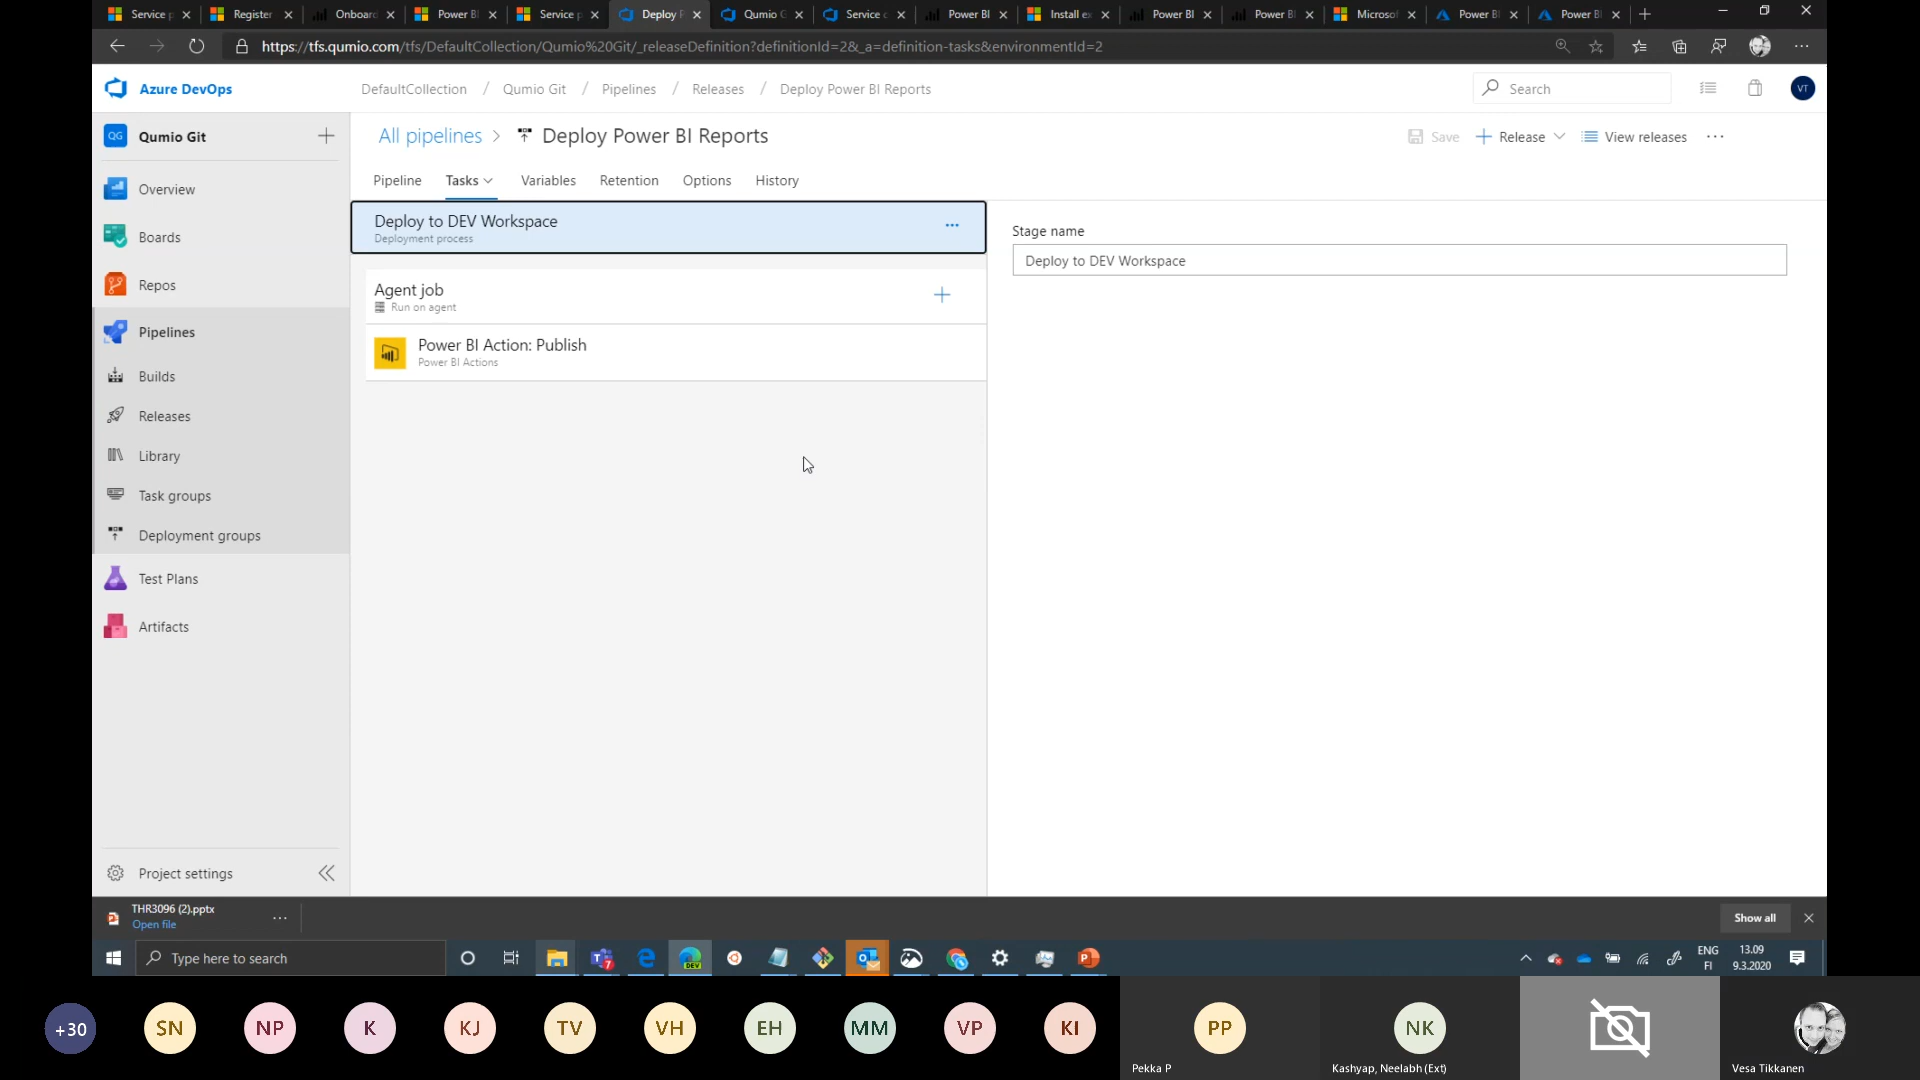 Service p
Register
Onboard
Power BI
Service p
Deploy P
Qumio G
Service c
Power BI
Install ex
Power BI
Power BI
Microsof
Power BI
Power BI
https://tfs.qumio.com/tfs/DefaultCollection/Qumio%20Git/_releaseDefinition?definitionId=2&_a=definition-tasks&environmentId=2
Azure DevOps
DefaultCollection / Qumio Git / Pipelines / Releases / Deploy Power BI Reports
Search
VT
QG Qumio Git
All pipelines > Deploy Power BI Reports
Save
Release
View releases
Pipeline
Tasks
Variables
Retention
Options
History
Overview
Boards
Repos
Pipelines
Builds
Releases
Library
Task groups
Deployment groups
Test Plans
Artifacts
Project settings
Deploy to DEV Workspace
Deployment process
Agent job
Run on agent
Power BI Action: Publish
Power BI Actions
Stage name
Deploy to DEV Workspace
THR3096 (2).pptx
Open file
Show all
Type here to search
7
DEV
ENG
FI
13.09
9.3.2020
+30
SN
NP
K
KJ
TV
VH
EH
MM
VP
KI
PP
Pekka P
NK
Kashyap, Neelabh (Ext)
Vesa Tikkanen